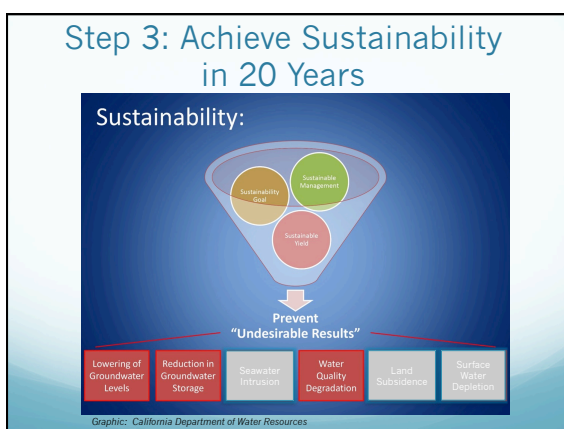 Step 3: Achieve Sustainability
in 20 Years
Sustainability:
Sustainable
Management
Sustainability
Goal
Sustainable
Yield
Prevent
“Undesirable Results”
Lowering of
Groundwater
Levels
Reduction in
Groundwater
Storage
Seawater
Intrusion
Water
Quality
Degradation
Land
Subsidence
Surface
Water
Depletion
Graphic: California Department of Water Resources